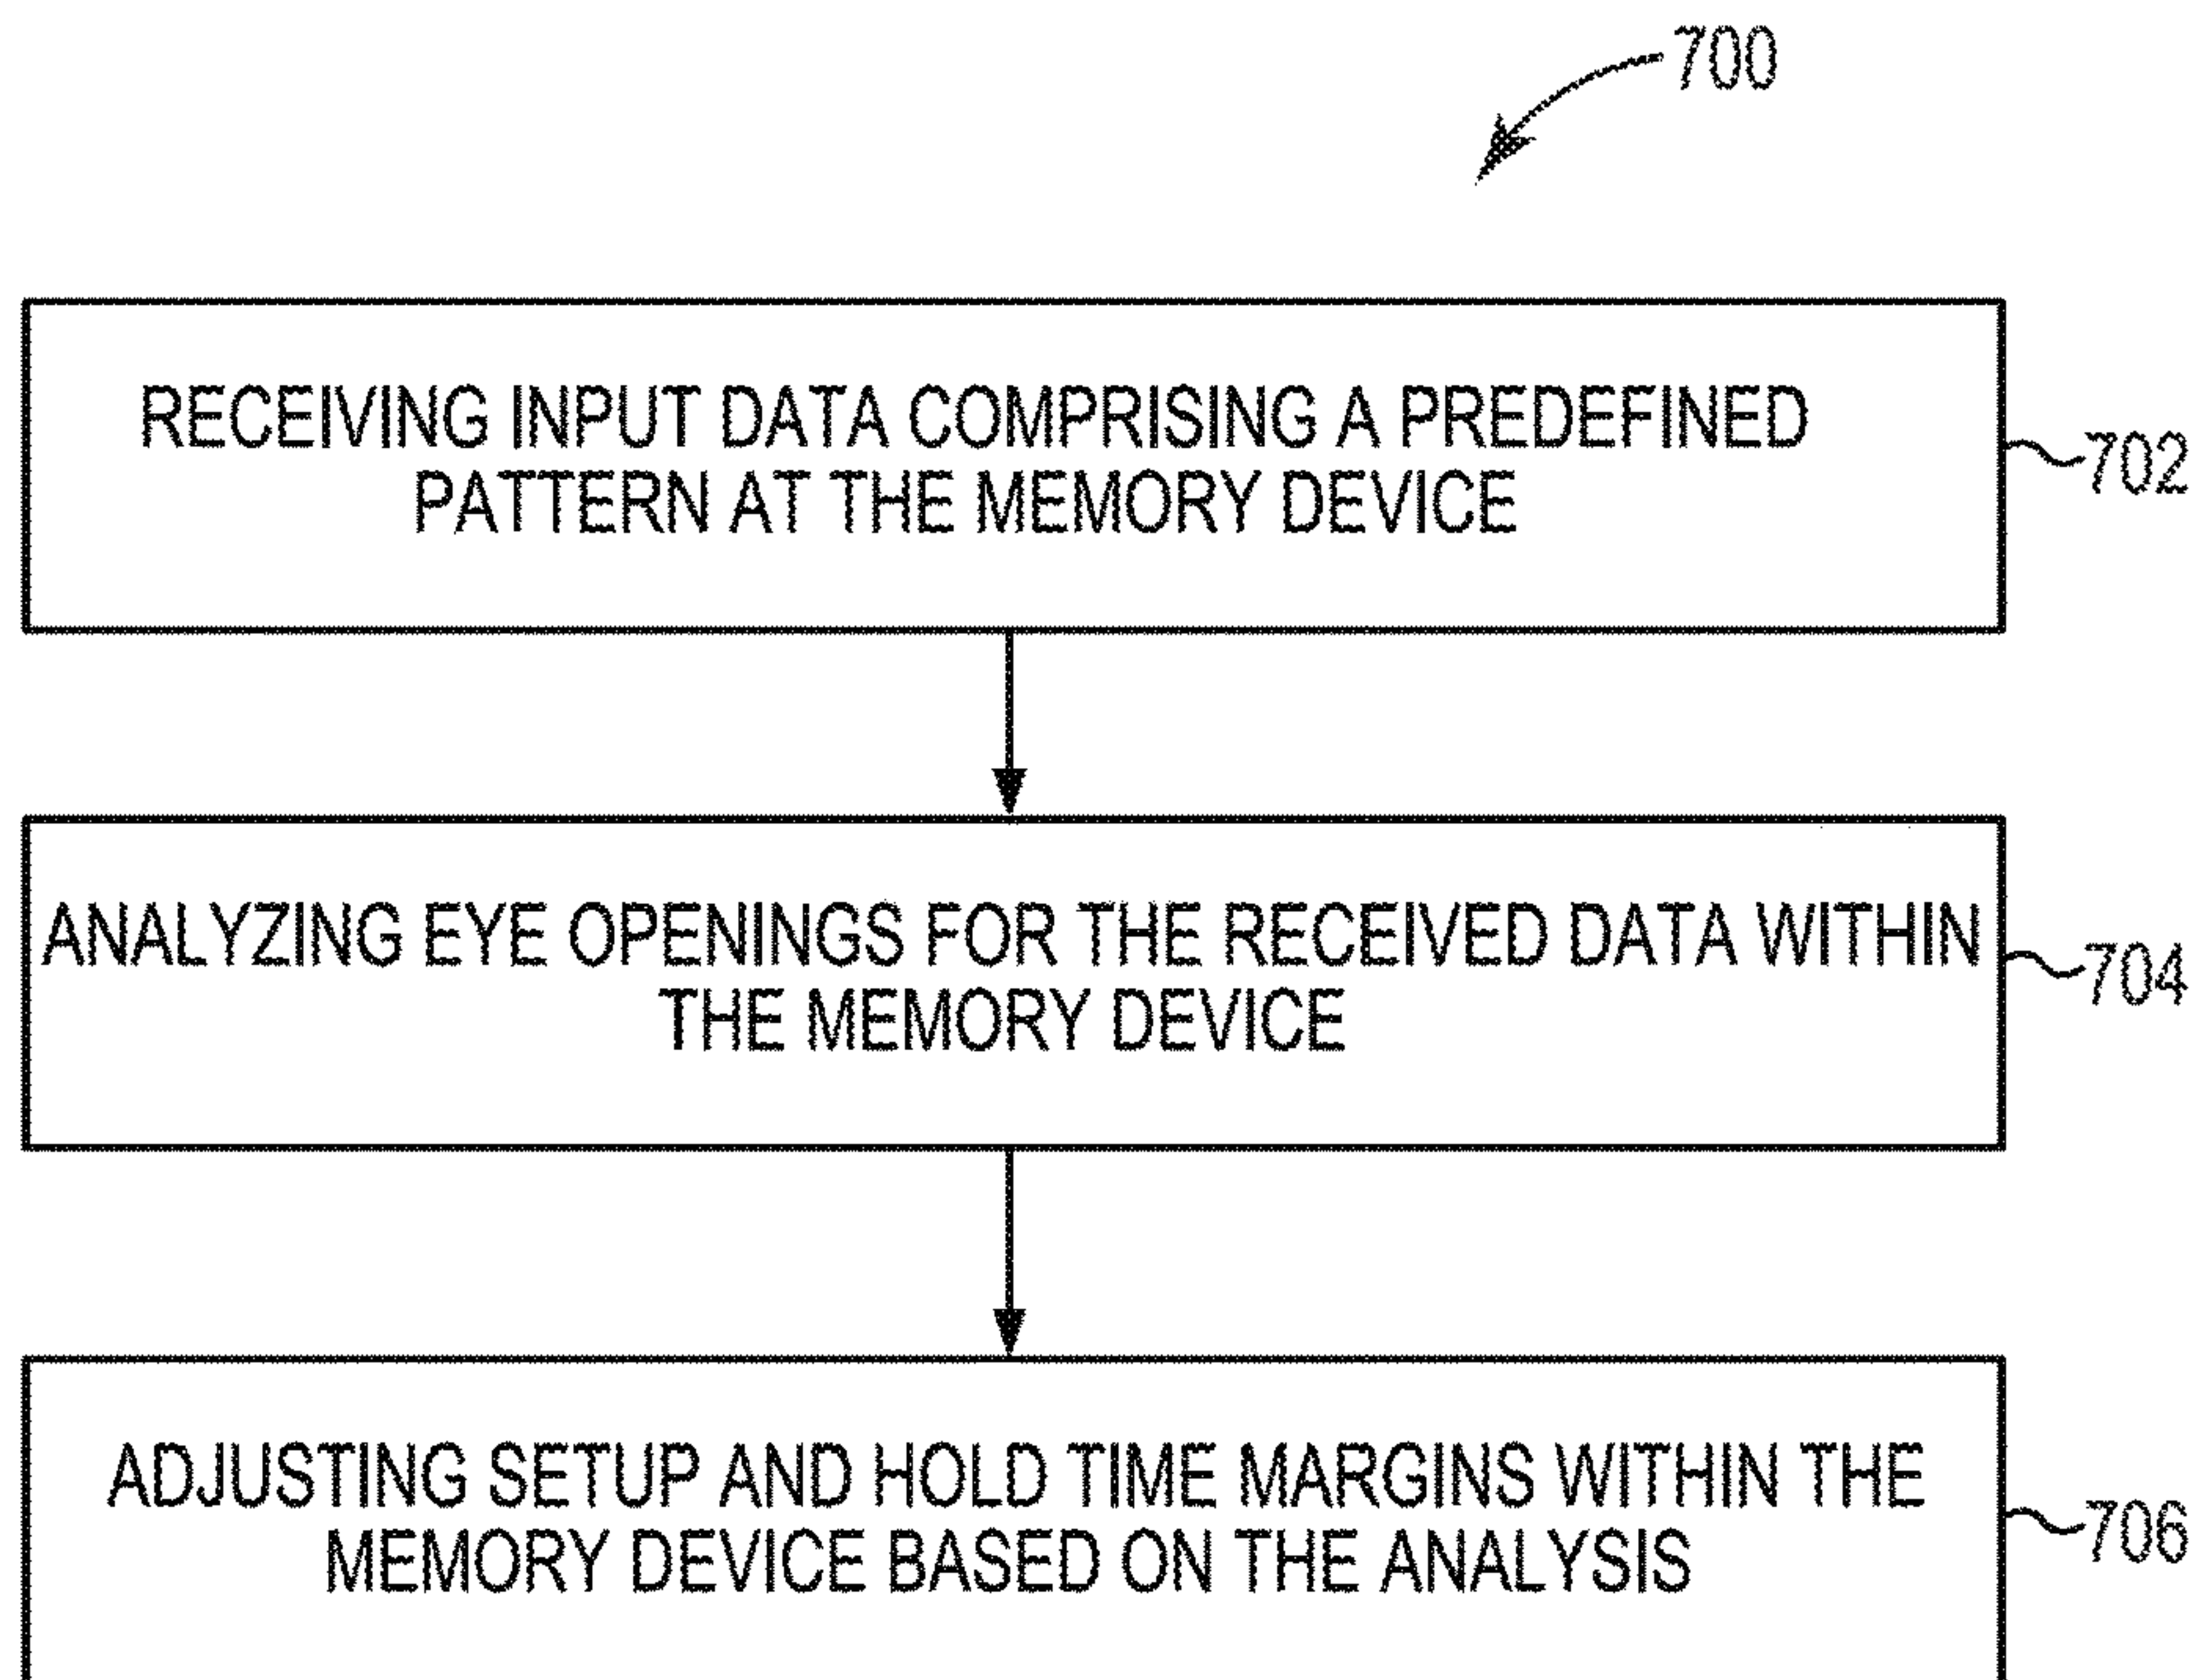 700
RECEIVING INPUT DATA COMPRISING A PREDEFINED
PATTERN AT THE MEMORY DEVICE
702
ANALYZING EYE OPENINGS FOR THE RECEIVED DATA WITHIN
THE MEMORY DEVICE
704
ADJUSTING SETUP AND HOLD TIME MARGINS WITHIN THE
MEMORY DEVICE BASED ON THE ANALYSIS
706